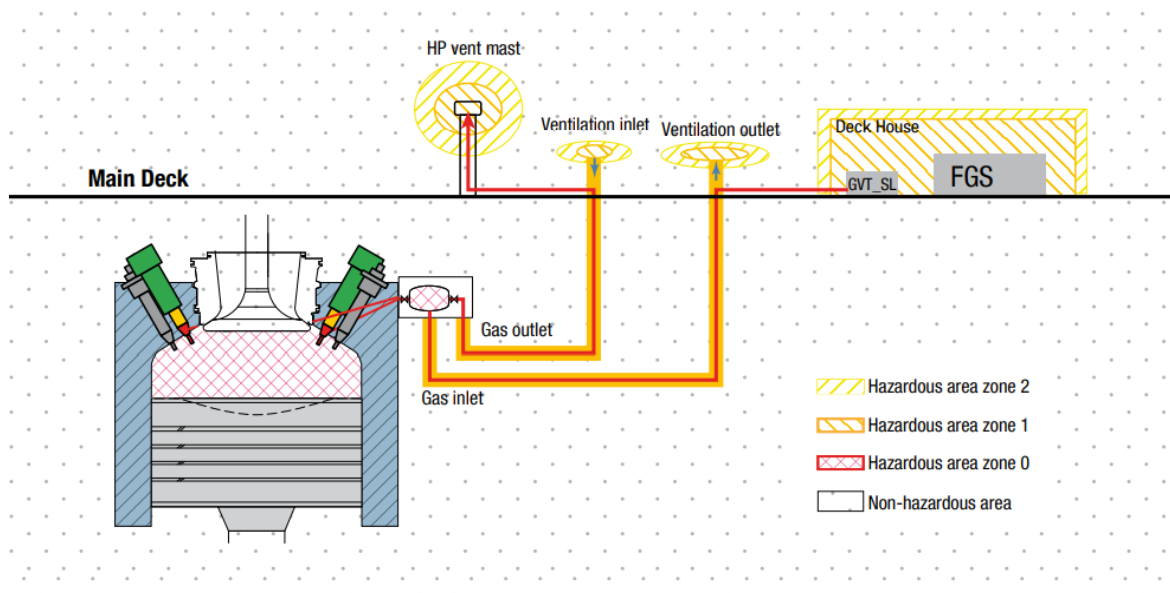 HP vent mast
Ventilation inlet
Ventilation outlet
Deck House
Main Deck
GVT_SL
FGS
Gas outlet
Gas inlet
Hazardous area zone 2
Hazardous area zone 1
Hazardous area zone 0
Non-hazardous area